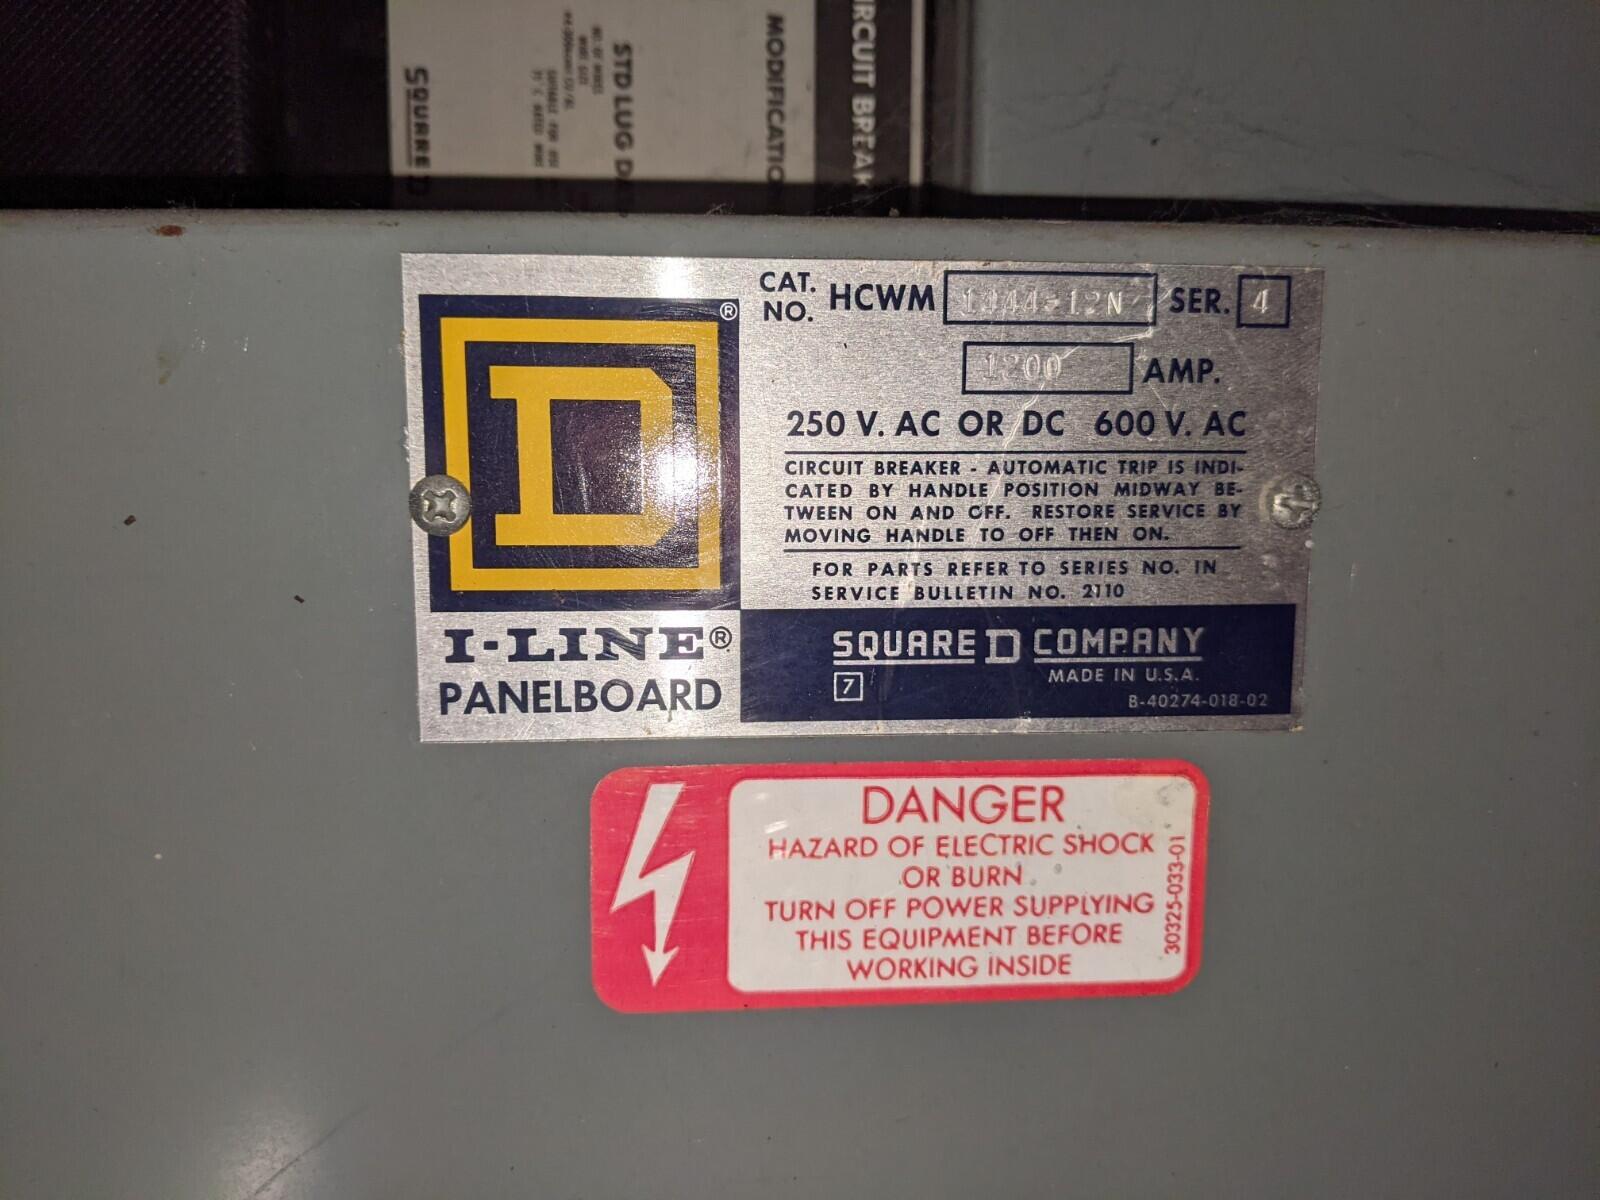 CIRCUIT BREAK
MODIFICATIO
STD LUG DA
SQUARE D
®
CAT. NO. HCWM 1444-12N SER. 4
1200 AMP.
250 V. AC OR DC 600 V. AC
CIRCUIT BREAKER - AUTOMATIC TRIP IS INDI-
CATED BY HANDLE POSITION MIDWAY BE-
TWEEN ON AND OFF. RESTORE SERVICE BY
MOVING HANDLE TO OFF THEN ON.
FOR PARTS REFER TO SERIES NO. IN
SERVICE BULLETIN NO. 2110
D
I-LINE®
PANELBOARD
SQUARE D COMPANY
7
MADE IN U.S.A.
B-40274-018-02
DANGER
HAZARD OF ELECTRIC SHOCK
OR BURN
TURN OFF POWER SUPPLYING
THIS EQUIPMENT BEFORE
WORKING INSIDE
30325-033-01